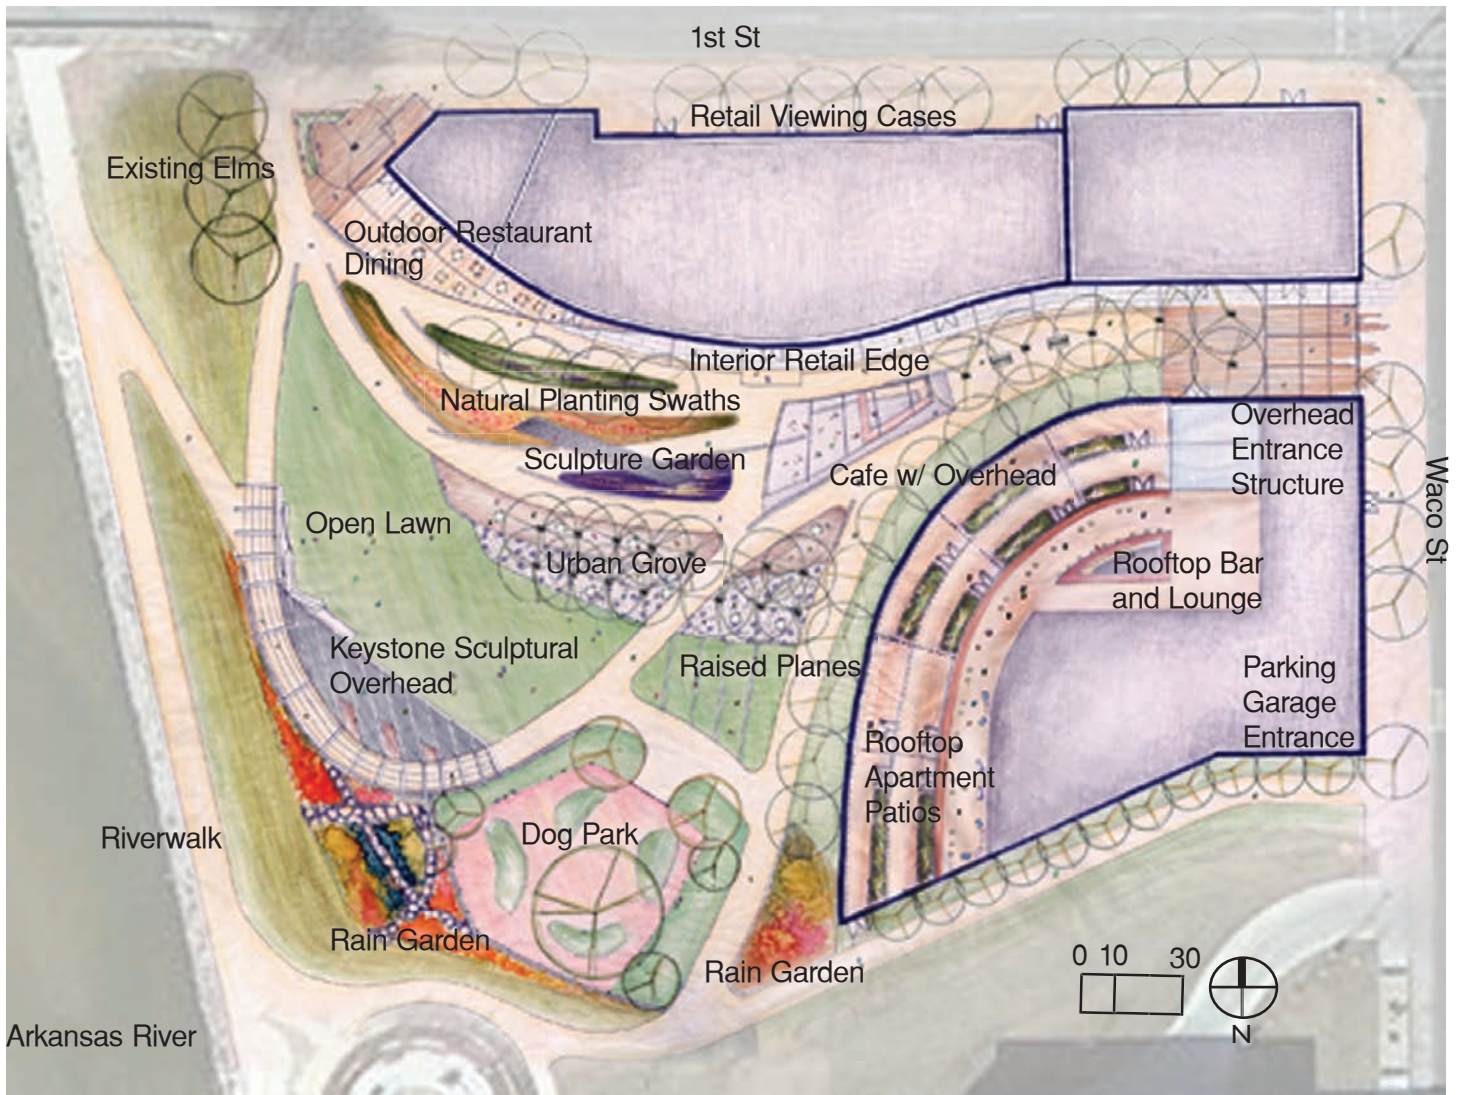 1st St
Retail Viewing Cases
Existing Elms
Outdoor Restaurant
Dining
Interior Retail Edge
Natural Planting Swaths
Sculpture Garden
Cafe w/ Overhead
Overhead
Entrance
Structure
Waco St
Open Lawn
Urban Grove
Rooftop Bar
and Lounge
Keystone Sculptural
Overhead
Raised Planes
Parking
Garage
Entrance
Rooftop
Apartment
Patios
Riverwalk
Dog Park
Rain Garden
Rain Garden
0 10 30
N
Arkansas River